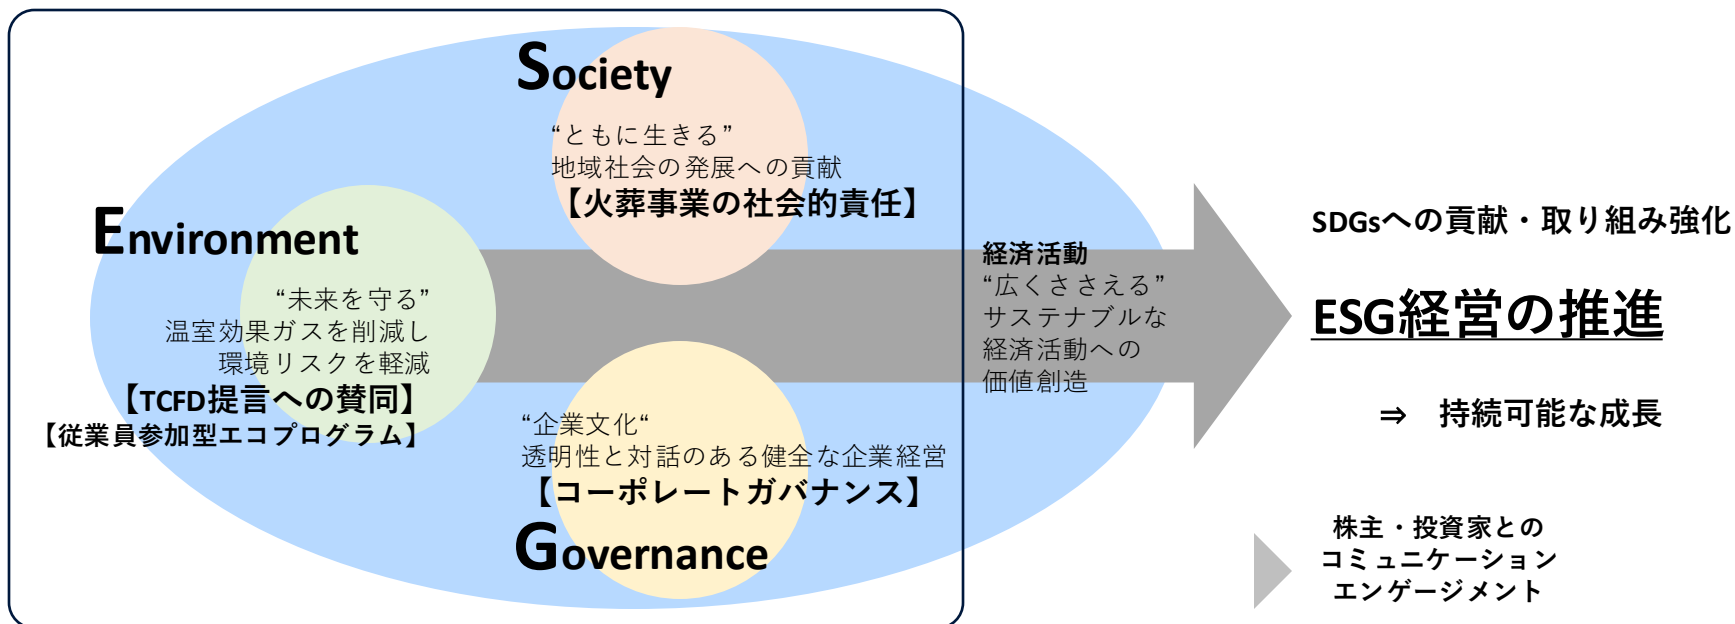 Society
“ともに生きる”
地域社会の発展への貢献
【火葬事業の社会的責任】
Environment
“未来を守る”
温室効果ガスを削減し
環境リスクを軽減
【TCFD提言への賛同】
【従業員参加型エコプログラム】
“企業文化“
透明性と対話のある健全な企業経営
【コーポレートガバナンス】
Governance
経済活動
“広くささえる”
サステナブルな
経済活動への
価値創造
SDGsへの貢献・取り組み強化
ESG経営の推進
⇒ 持続可能な成長
株主・投資家との
コミュニケーション
エンゲージメント